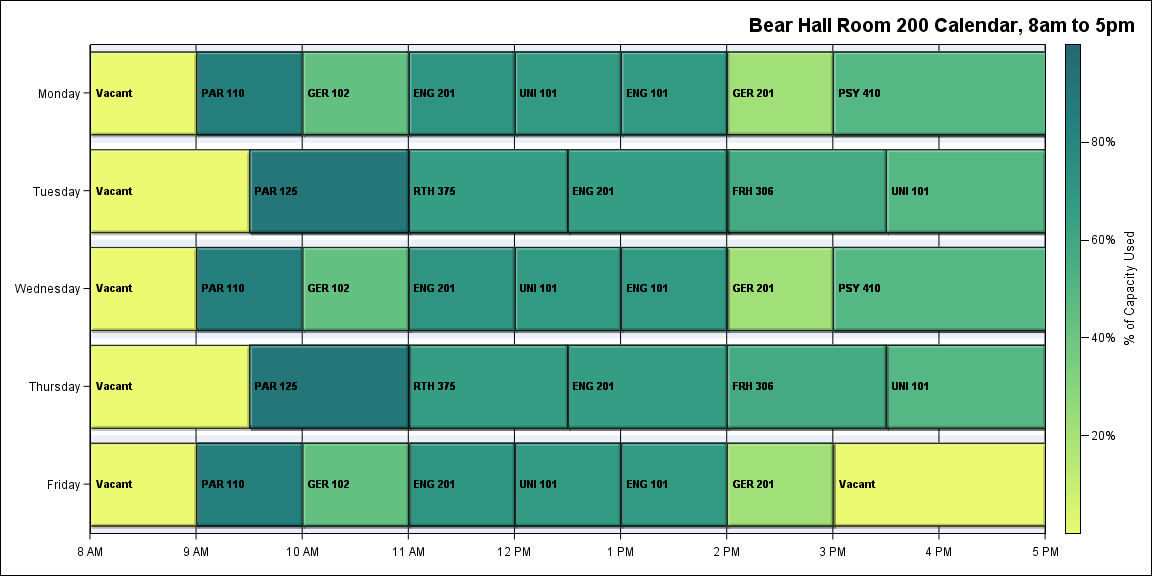 Bear Hall Room 200 Calendar, 8am to 5pm
Monday
Vacant
PAR 110
GER 102
ENG 201
UNI 101
ENG 101
GER 201
PSY 410
Tuesday
Vacant
PAR 125
RTH 375
ENG 201
FRH 306
UNI 101
Wednesday
Vacant
PAR 110
GER 102
ENG 201
UNI 101
ENG 101
GER 201
PSY 410
Thursday
Vacant
PAR 125
RTH 375
ENG 201
FRH 306
UNI 101
Friday
Vacant
PAR 110
GER 102
ENG 201
UNI 101
ENG 101
GER 201
Vacant
8 AM
9 AM
10 AM
11 AM
12 PM
1 PM
2 PM
3 PM
4 PM
5 PM
80%
60%
40%
20%
% of Capacity Used